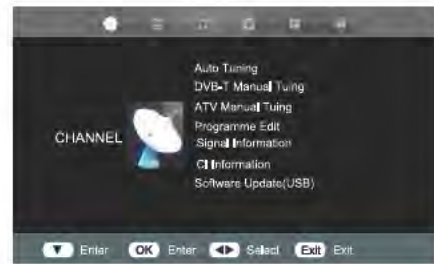 Auto Tuning
DVB-T Manual Tuing
ATV Manual Tuing
Programme Edit
CHANNEL
Signal Information
CI Information
Software Update(USB)
▼ Enter OK Enter ◀▶ Select Exit Exit